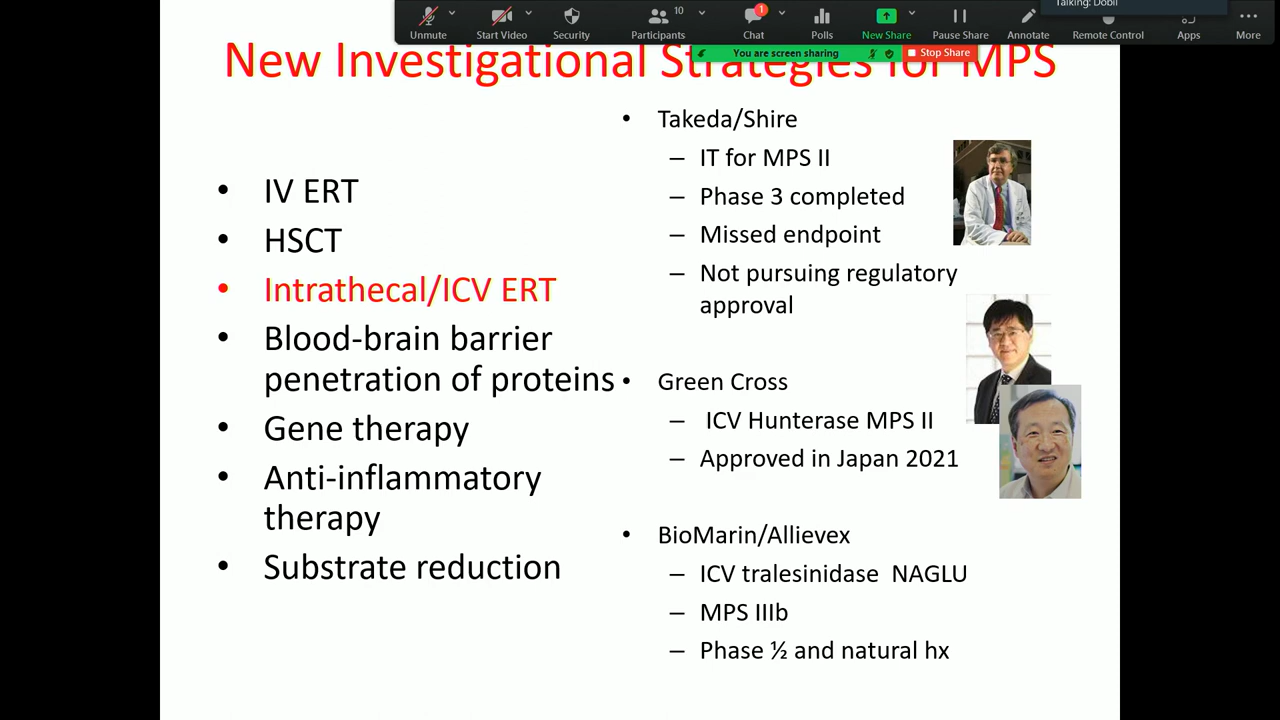 Talking: Dobil
10
1
Unmute
Start Video
Security
Participants
Chat
Polls
New Share
Pause Share
Annotate
Remote Control
Apps
More
You are screen sharing
Stop Share
New Investigational Strategies for MPS
• IV ERT
• HSCT
• Intrathecal/ICV ERT
• Blood-brain barrier
penetration of proteins
• Gene therapy
• Anti-inflammatory
therapy
• Substrate reduction
• Takeda/Shire
– IT for MPS II
– Phase 3 completed
– Missed endpoint
– Not pursuing regulatory
approval
• Green Cross
– ICV Hunterase MPS II
– Approved in Japan 2021
• BioMarin/Allievex
– ICV tralesinidase NAGLU
– MPS IIIb
– Phase ½ and natural hx